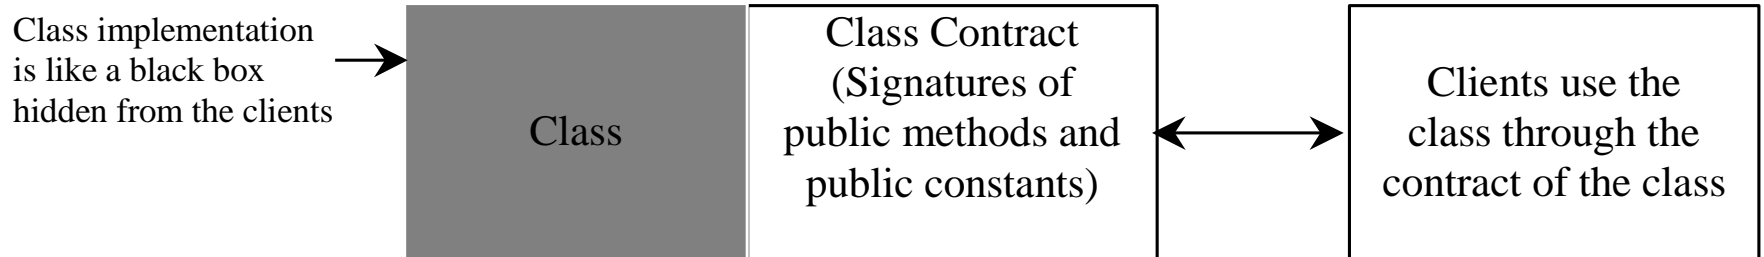 Class implementation
is like a black box
hidden from the clients
Class
Class Contract
(Signatures of
public methods and
public constants)
Clients use the
class through the
contract of the class